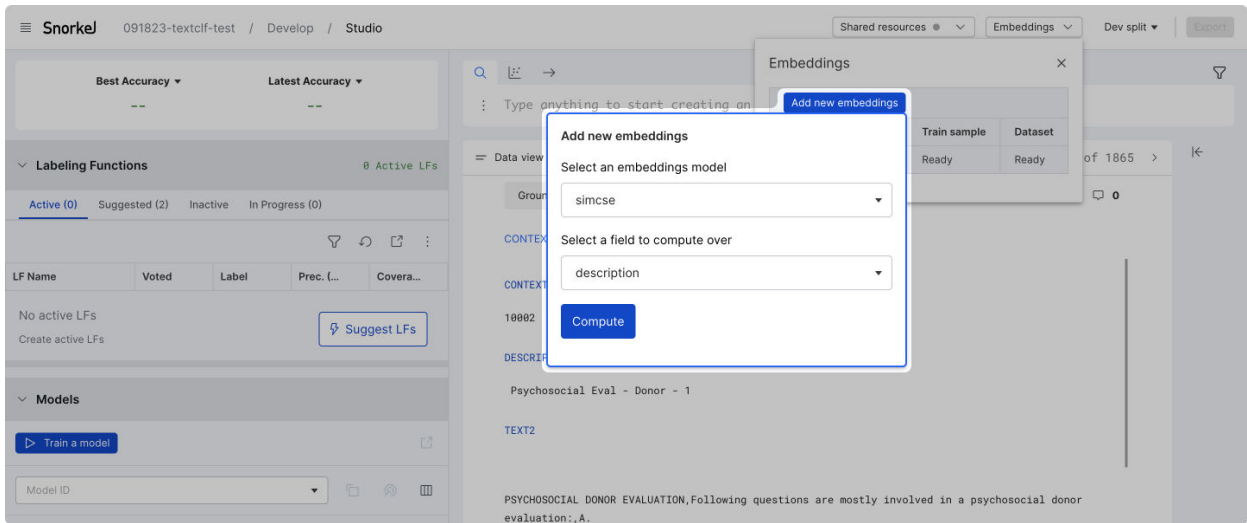 Snorkel 091823-textclf-test / Develop / Studio Shared resources Embeddings Dev split Export
Best Accuracy Latest Accuracy
-- --
Labeling Functions 0 Active LFs
Active (0) Suggested (2) Inactive In Progress (0)
LF Name Voted Label Prec. (... Covera...
No active LFs
Create active LFs
Suggest LFs
Models
Train a model
Model ID
Type anything to start creating an
Embeddings
Add new embeddings
Train sample Dataset
Ready Ready
Data view
of 1865
0
Add new embeddings
Select an embeddings model
simcse
Select a field to compute over
description
Compute
10002
Psychosocial Eval - Donor - 1
TEXT2
PSYCHOSOCIAL DONOR EVALUATION,Following questions are mostly involved in a psychosocial donor
evaluation:,A.